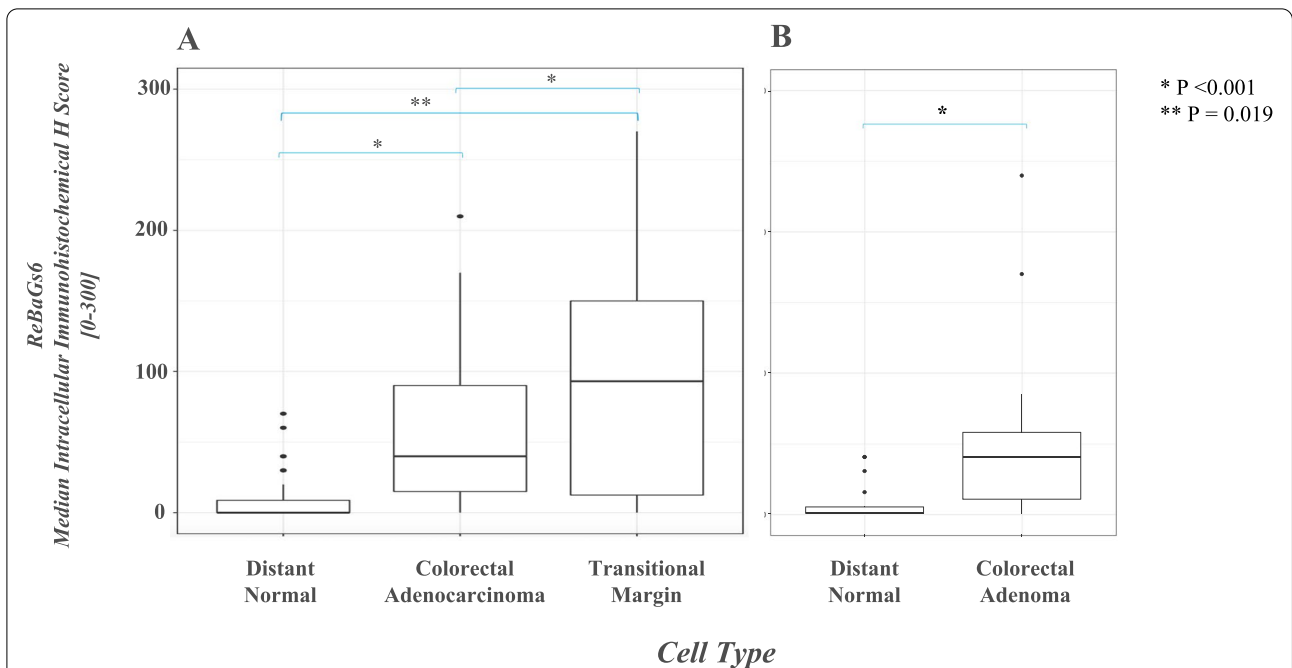 A
B
ReBaGs6
Median Intracellular Immunohistochemical H Score
[0-300]
300
200
100
0
*
**
*
*
* P <0.001
** P = 0.019
Distant
Normal
Colorectal
Adenocarcinoma
Transitional
Margin
Distant
Normal
Colorectal
Adenoma
Cell Type